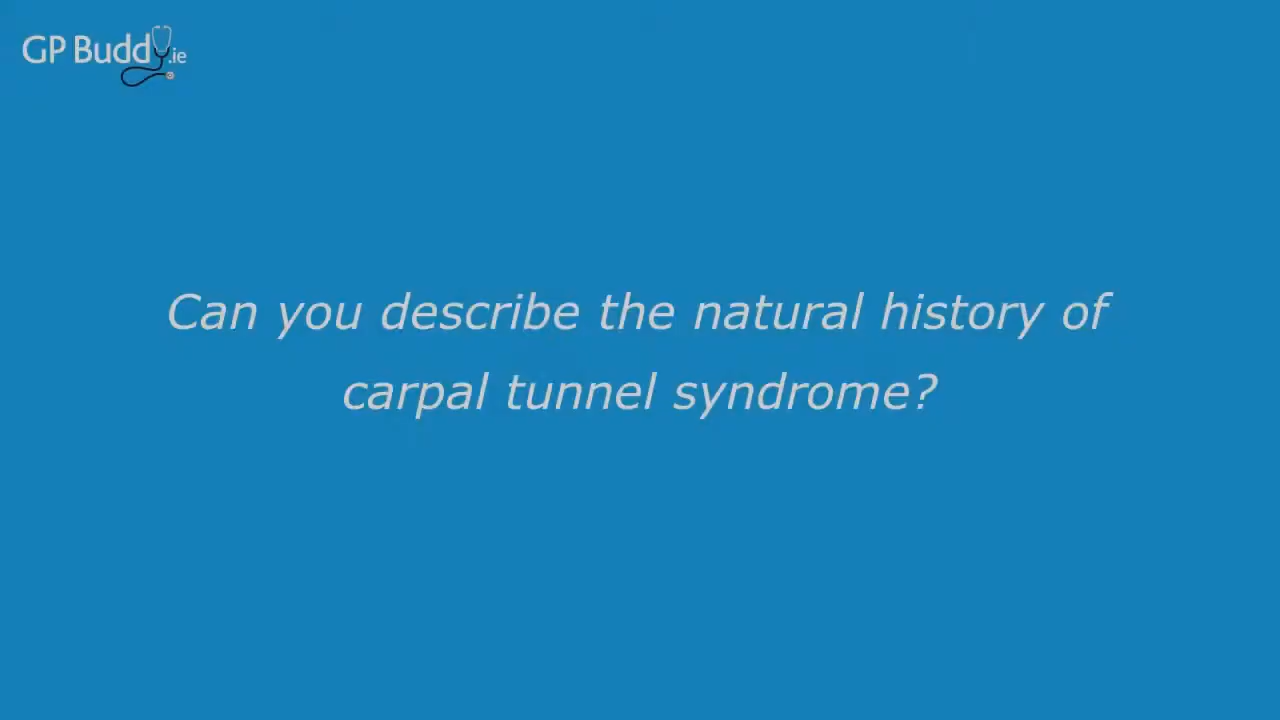 GP Buddy.ie
Can you describe the natural history of
carpal tunnel syndrome?